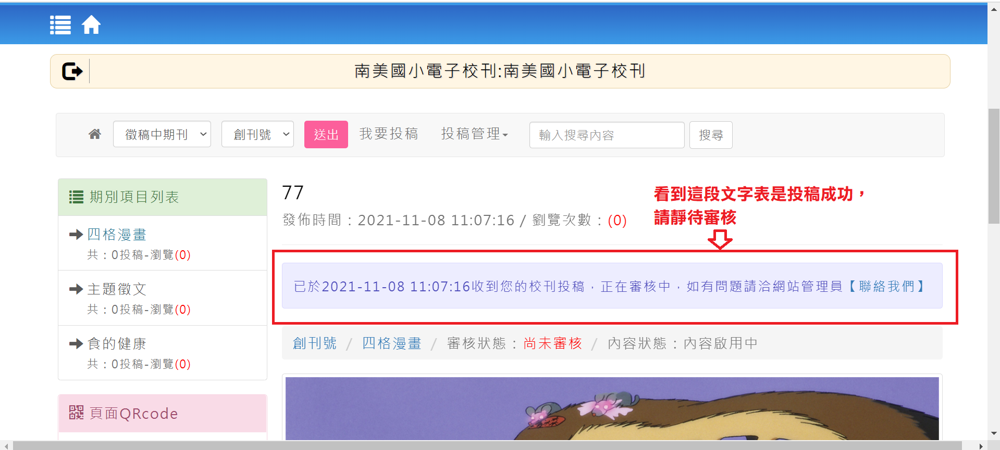 南美國小電子校刊:南美國小電子校刊
徵稿中期刊 創刊號 送出 我要投稿 投稿管理 輸入搜尋內容 搜尋
期別項目列表
四格漫畫
共：0投稿-瀏覽(0)
主題徵文
共：0投稿-瀏覽(0)
食的健康
共：0投稿-瀏覽(0)
頁面QRcode
77
發佈時間：2021-11-08 11:07:16 / 劉覽次數：(0)
看到這段文字表是投稿成功，
請靜待審核
已於2021-11-08 11:07:16收到您的校刊投稿，正在審核中，如有問題請洽網站管理員【聯絡我們】
創刊號 / 四格漫畫 / 審核狀態：尚未審核 / 內容狀態：內容啟用中